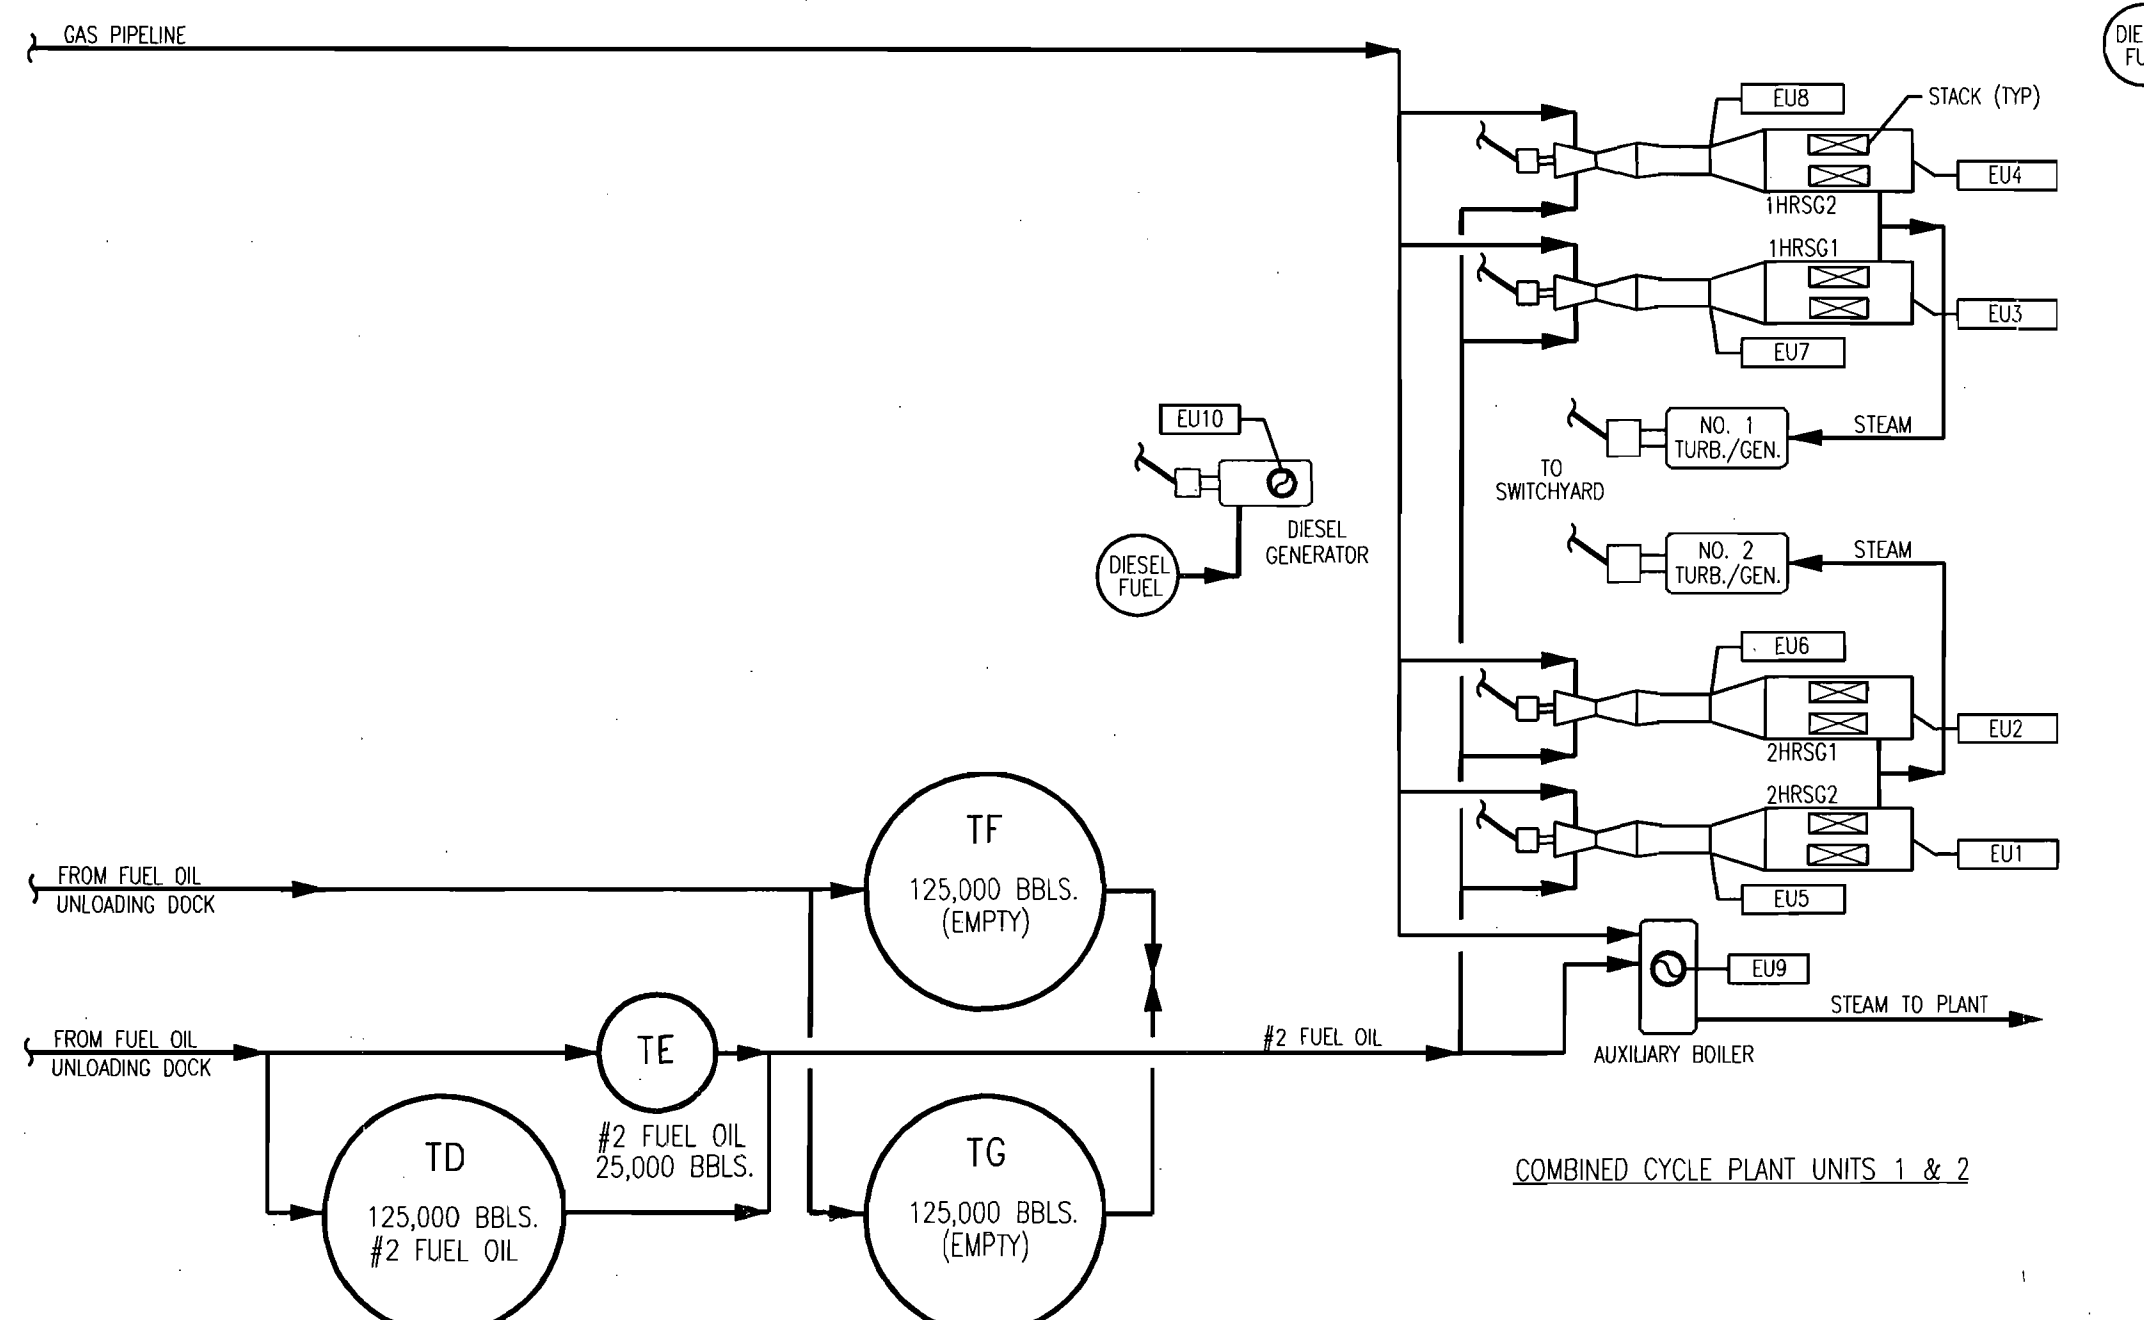 GAS PIPELINE
DIE
FU
EU8
STACK (TYP)
EU4
1HRSG2
1HRSG1
EU3
EU7
EU10
NO. 1
TURB./GEN.
STEAM
TO
SWITCHYARD
DIESEL
GENERATOR
DIESEL
FUEL
NO. 2
TURB./GEN.
STEAM
EU6
EU2
2HRSG1
2HRSG2
EU1
EU5
TF
125,000 BBLS.
(EMPTY)
FROM FUEL OIL
UNLOADING DOCK
EU9
STEAM TO PLANT
AUXILIARY BOILER
FROM FUEL OIL
UNLOADING DOCK
TE
#2 FUEL OIL
#2 FUEL OIL
25,000 BBLS.
TD
125,000 BBLS.
#2 FUEL OIL
TG
125,000 BBLS.
(EMPTY)
COMBINED CYCLE PLANT UNITS 1 & 2